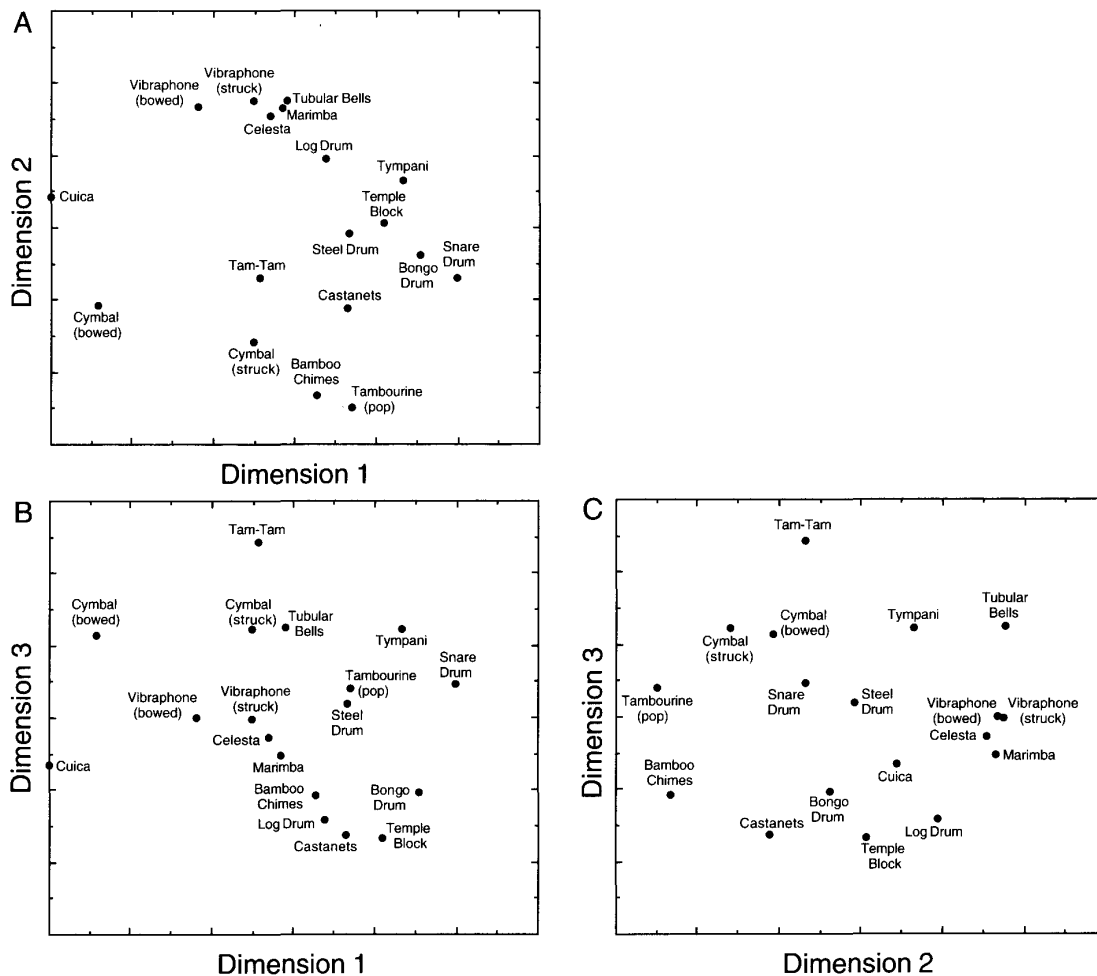 A
Vibraphone
(struck)
Vibraphone
(bowed)
Tubular Bells
Marimba
Celesta
Log Drum
Tympani
Temple
Block
Cuica
Steel Drum
Snare
Drum
Bongo
Drum
Tam-Tam
Castanets
Cymbal
(bowed)
Cymbal
(struck)
Bamboo
Chimes
Tambourine
(pop)
Dimension 2
Dimension 1
B
Tam-Tam
Cymbal
(bowed)
Cymbal
(struck)
Tubular
Bells
Tympani
Snare
Drum
Tambourine
(pop)
Vibraphone
(bowed)
Vibraphone
(struck)
Steel
Drum
Celesta
Marimba
Cuica
Bamboo
Chimes
Bongo
Drum
Log Drum
Castanets
Temple
Block
Dimension 3
Dimension 1
C
Tam-Tam
Tubular
Bells
Tympani
Cymbal
(bowed)
Cymbal
(struck)
Tambourine
(pop)
Snare
Drum
Steel
Drum
Vibraphone
(bowed)
Vibraphone
(struck)
Celesta
Marimba
Bamboo
Chimes
Cuica
Bongo
Drum
Castanets
Log Drum
Temple
Block
Dimension 3
Dimension 2